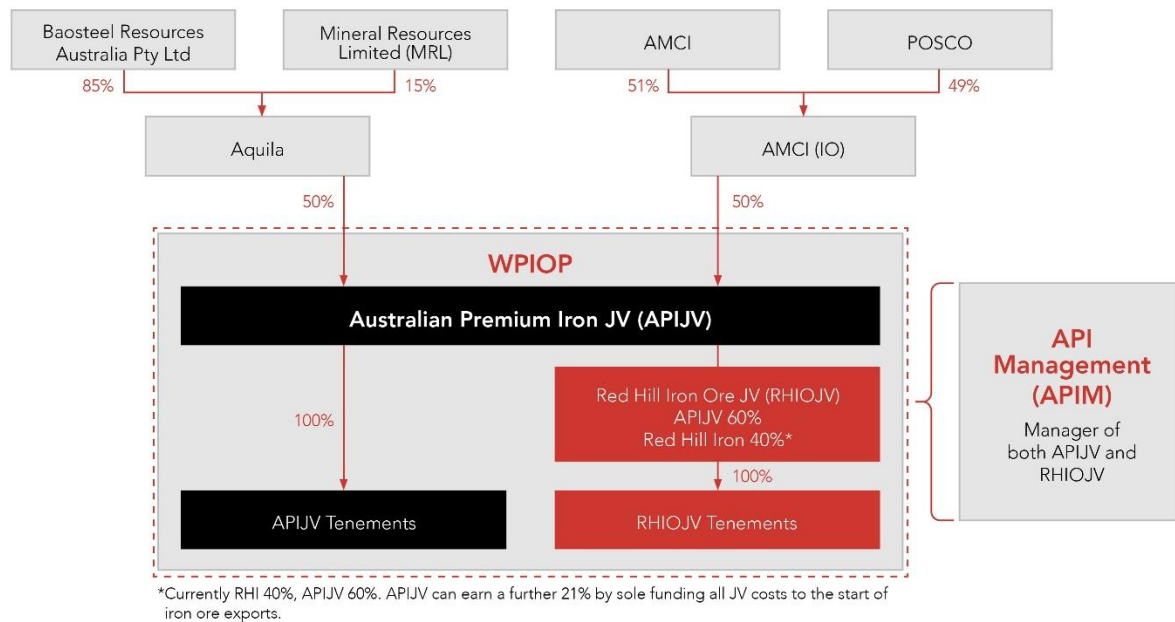 Baosteel Resources
Australia Pty Ltd
Mineral Resources
Limited (MRL)
AMCI
POSCO
85%
15%
51%
49%
Aquila
AMCI (IO)
50%
50%
WPIOP
Australian Premium Iron JV (APIJV)
100%
Red Hill Iron Ore JV (RHIOJV)
APIJV 60%
Red Hill Iron 40%*
100%
APIJV Tenements
RHIOJV Tenements
API
Management
(APIM)
Manager of
both APIJV and
RHIOJV
*Currently RHI 40%, APIJV 60%. APIJV can earn a further 21% by sole funding all JV costs to the start of
iron ore exports.